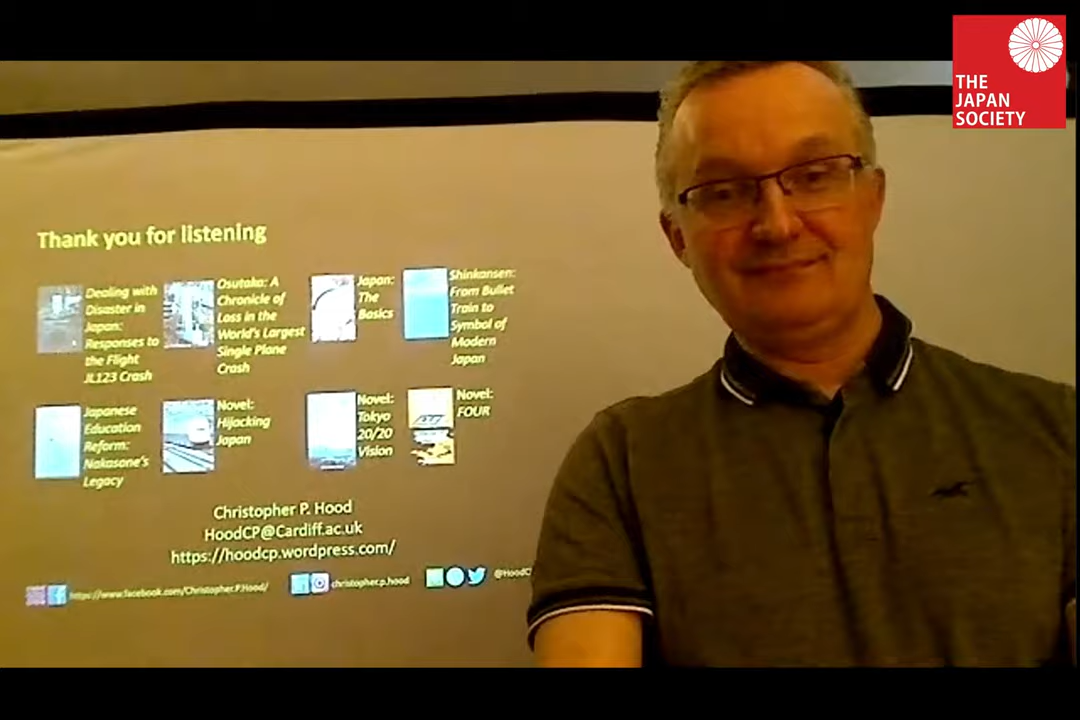 THE
JAPAN
SOCIETY
Thank you for listening
Dealing with
Disaster in
Japan:
Responses to
the Flight
JL123 Crash
Osutaka: A
Chronicle of
Loss in the
World's Largest
Single Plane
Crash
Japan:
The
Basics
Shinkansen:
From Bullet
Train to
Symbol of
Modern
Japan
Japanese
Education
Reform:
Nakasone's
Legacy
Novel:
Hijacking
Japan
Novel:
Tokyo
20/20
Vision
Novel:
FOUR
Christopher P. Hood
HoodCP@Cardiff.ac.uk
https://hoodcp.wordpress.com/
https://www.facebook.com/Christopher.P.Hood/
christopher.p.hood
@HoodC